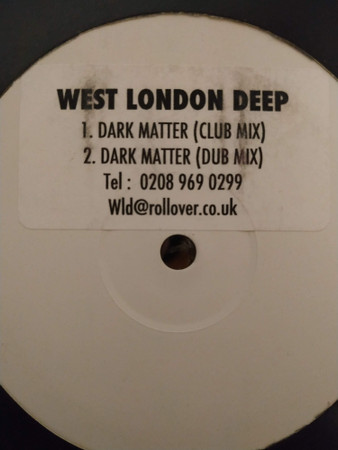 WEST LONDON DEEP
1. DARK MATTER (CLUB MIX)
2. DARK MATTER (DUB MIX)
Tel : 0208 969 0299
Wld@rollover.co.uk